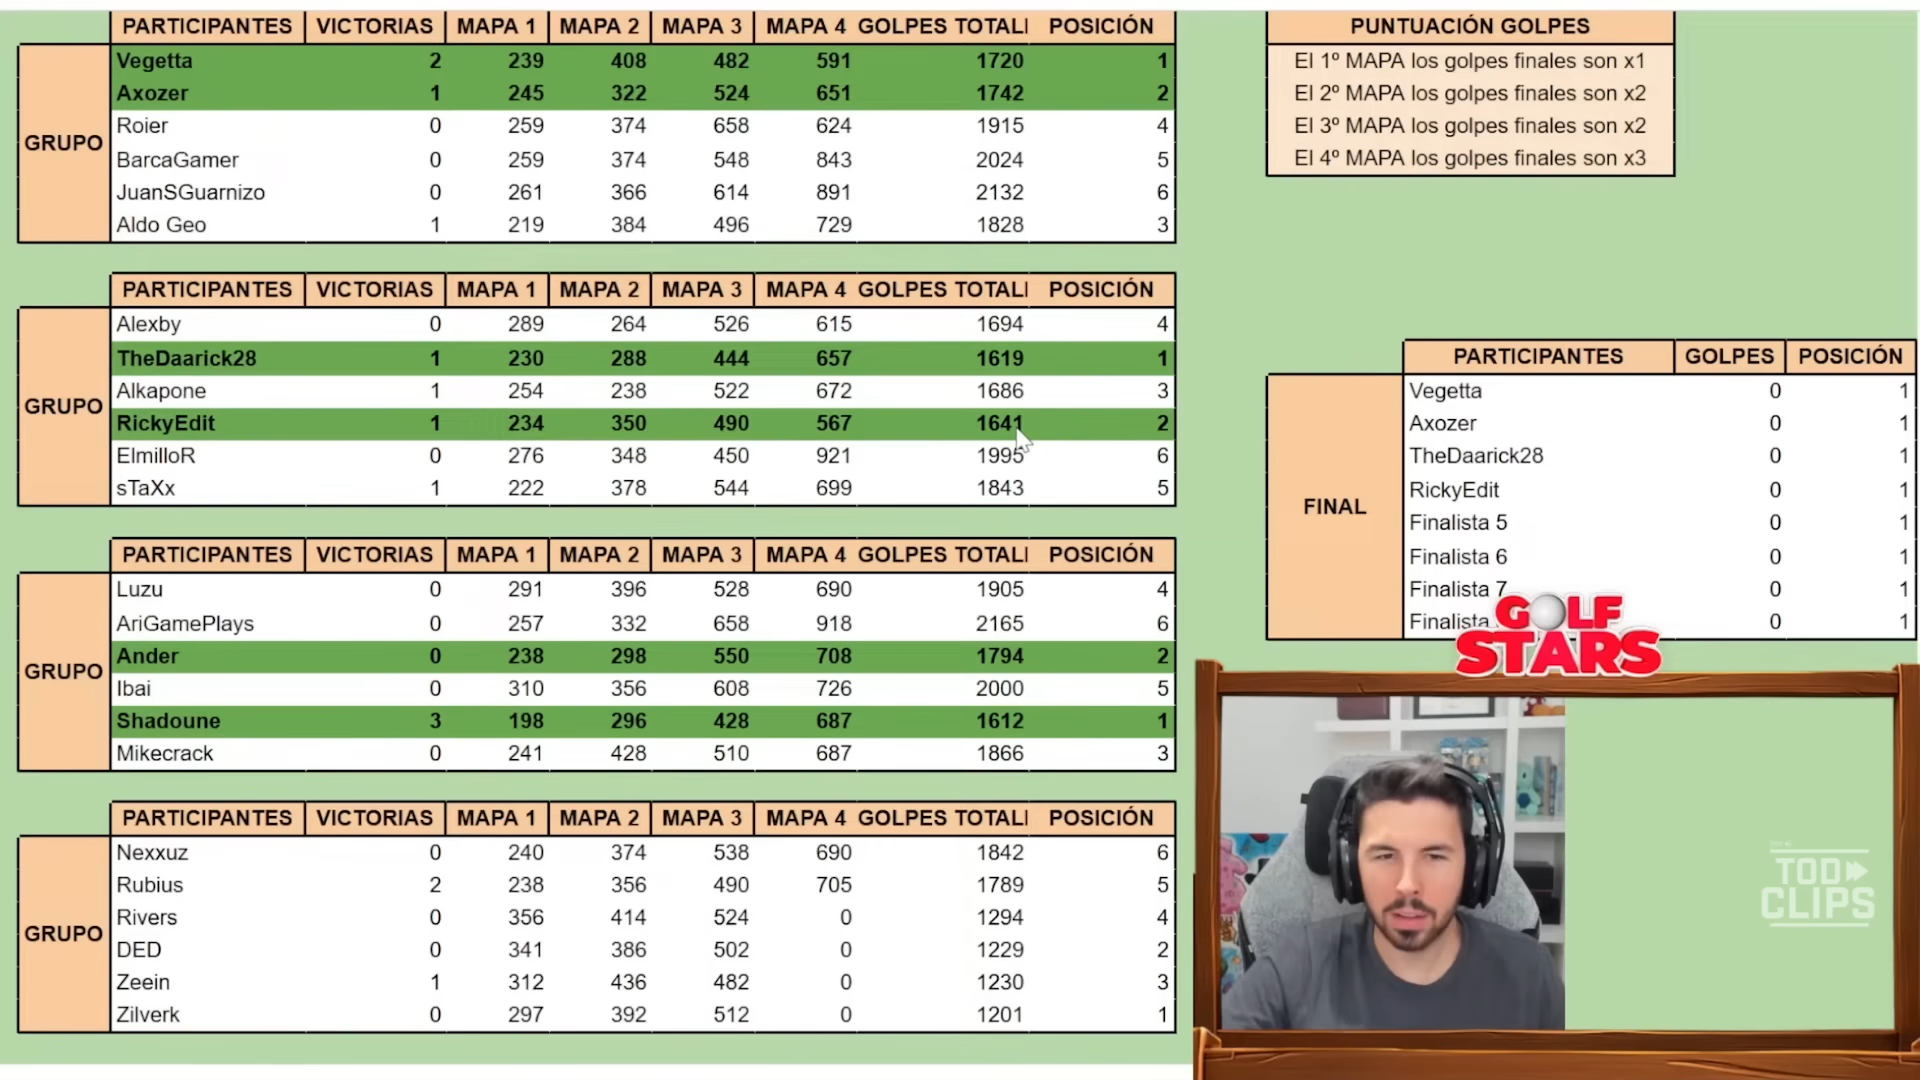 PARTICIPANTES VICTORIAS MAPA 1 MAPA 2 MAPA 3 MAPA 4 GOLPES TOTAL POSICIÓN
GRUPO
Vegetta 2 239 408 482 591 1720 1
Axozer 1 245 322 524 651 1742 2
Roier 0 259 374 658 624 1915 4
BarcaGamer 0 259 374 548 843 2024 5
JuanSGuarnizo 0 261 366 614 891 2132 6
Aldo Geo 1 219 384 496 729 1828 3
PARTICIPANTES VICTORIAS MAPA 1 MAPA 2 MAPA 3 MAPA 4 GOLPES TOTAL POSICIÓN
GRUPO
Alexby 0 289 264 526 615 1694 4
TheDaarick28 1 230 288 444 657 1619 1
Alkapone 1 254 238 522 672 1686 3
RickyEdit 1 234 350 490 567 1641 2
ElmilloR 0 276 348 450 921 1995 6
sTaXx 1 222 378 544 699 1843 5
PARTICIPANTES VICTORIAS MAPA 1 MAPA 2 MAPA 3 MAPA 4 GOLPES TOTAL POSICIÓN
GRUPO
Luzu 0 291 396 528 690 1905 4
AriGamePlays 0 257 332 658 918 2165 6
Ander 0 238 298 550 708 1794 2
Ibai 0 310 356 608 726 2000 5
Shadoune 3 198 296 428 687 1612 1
Mikecrack 0 241 428 510 687 1866 3
PARTICIPANTES VICTORIAS MAPA 1 MAPA 2 MAPA 3 MAPA 4 GOLPES TOTAL POSICIÓN
GRUPO
Nexxuz 0 240 374 538 690 1842 6
Rubius 2 238 356 490 705 1789 5
Rivers 0 356 414 524 0 1294 4
DED 0 341 386 502 0 1229 2
Zeein 1 312 436 482 0 1230 3
Zilverk 0 297 392 512 0 1201 1
PUNTUACIÓN GOLPES
El 1º MAPA los golpes finales son x1
El 2º MAPA los golpes finales son x2
El 3º MAPA los golpes finales son x2
El 4º MAPA los golpes finales son x3
PARTICIPANTES GOLPES POSICIÓN
FINAL
Vegetta 0 1
Axozer 0 1
TheDaarick28 0 1
RickyEdit 0 1
Finalista 5 0 1
Finalista 6 0 1
Finalista 7 0 1
Finalista 0 1
GOLF
STARS
TODO
CLIPS